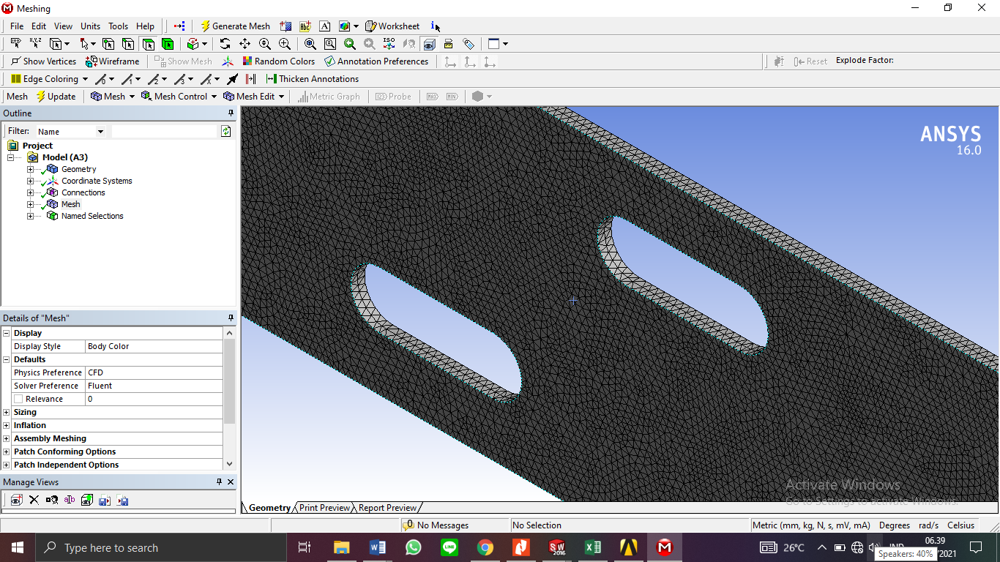 Meshing
File Edit View Units Tools Help Generate Mesh Worksheet
Show Vertices Wireframe Show Mesh Random Colors Annotation Preferences Reset Explode Factor:
Edge Coloring Thicken Annotations
Mesh Update Mesh Mesh Control Mesh Edit Metric Graph Probe
Outline
Filter: Name
Project
Model (A3)
Geometry
Coordinate Systems
Connections
Mesh
Named Selections
ANSYS
16.0
Details of "Mesh"
Display
Display Style Body Color
Defaults
Physics Preference CFD
Solver Preference Fluent
Relevance 0
Sizing
Inflation
Assembly Meshing
Patch Conforming Options
Patch Independent Options
Manage Views
Activate Windows
Go to Settings to activate Windows.
Geometry Print Preview Report Preview
0 No Messages No Selection Metric (mm, kg, N, s, mV, mA) Degrees rad/s Celsius
Type here to search 26°C 06.39
Speakers: 40%